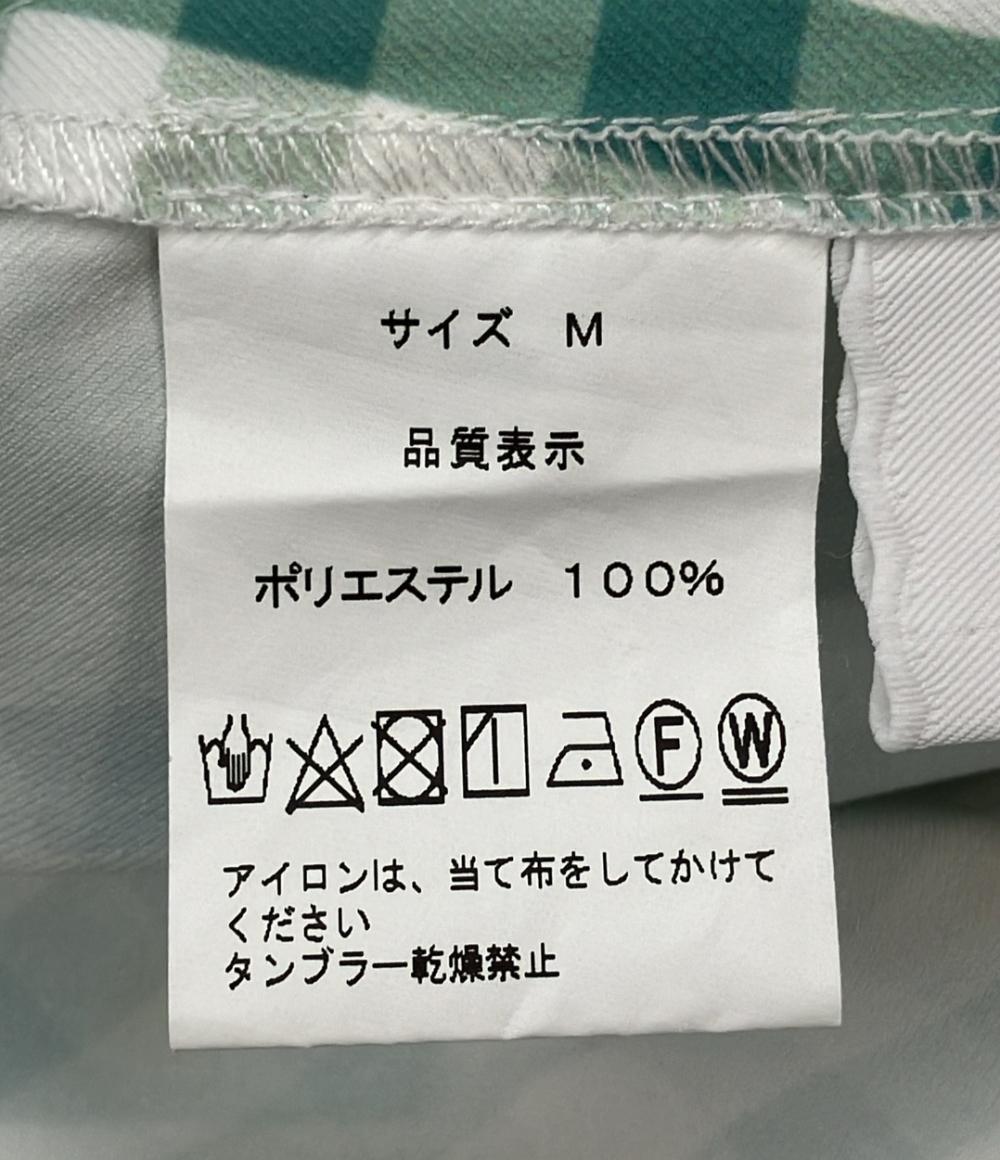 サイズ　M
品質表示
ポリエステル　１００％
F W
アイロンは、当て布をしてかけて
ください
タンブラー乾燥禁止